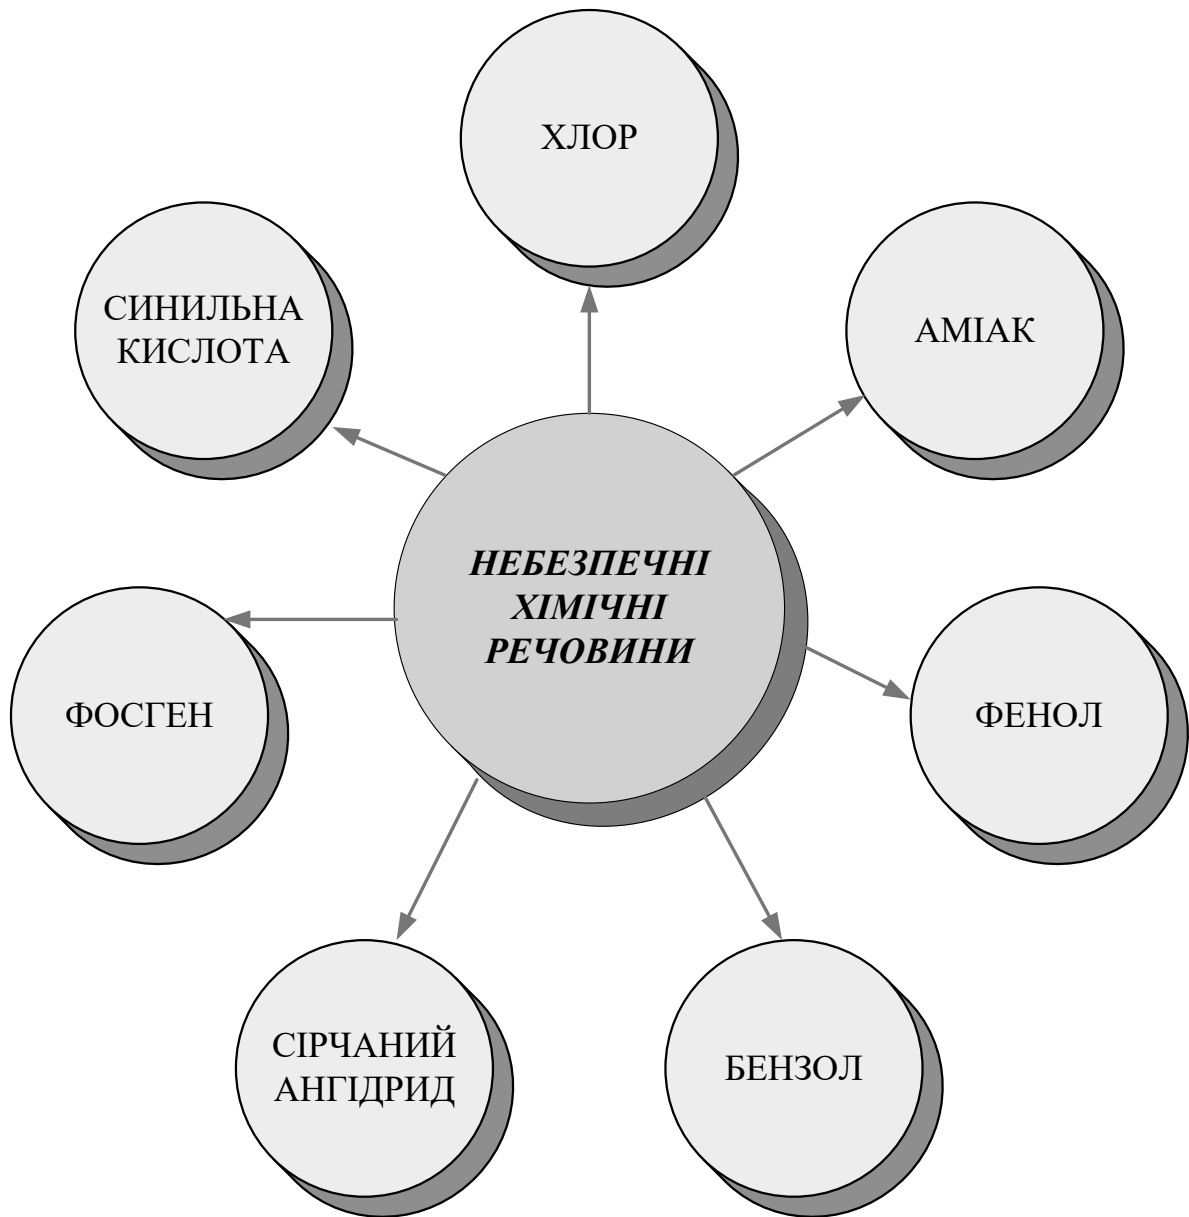 ХЛОР
СИНИЛЬНА
КИСЛОТА
АМІАК
НЕБЕЗПЕЧНІ
ХІМІЧНІ
РЕЧОВИНИ
ФОСГЕН
ФЕНОЛ
СІРЧАНИЙ
АНГІДРИД
БЕНЗОЛ